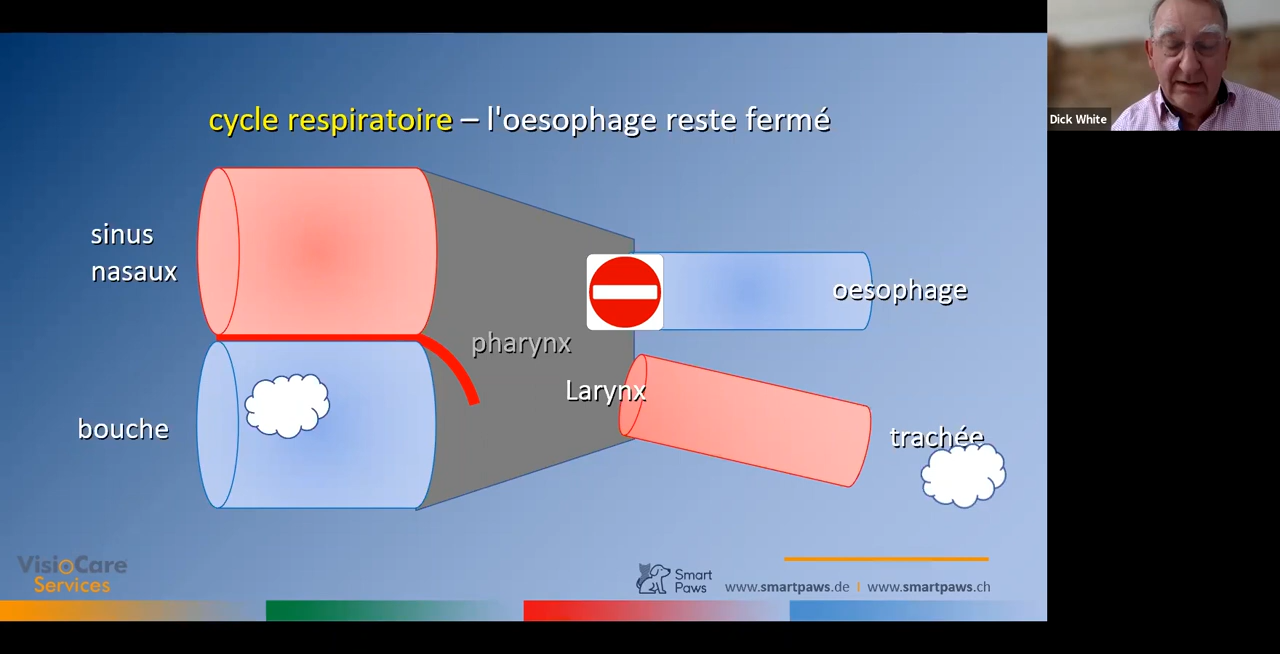 cycle respiratoire – l'oesophage reste fermé
sinus
nasaux
bouche
pharynx
Larynx
oesophage
trachée
Dick White
VisioCare
Services
Smart
Paws
www.smartpaws.de | www.smartpaws.ch